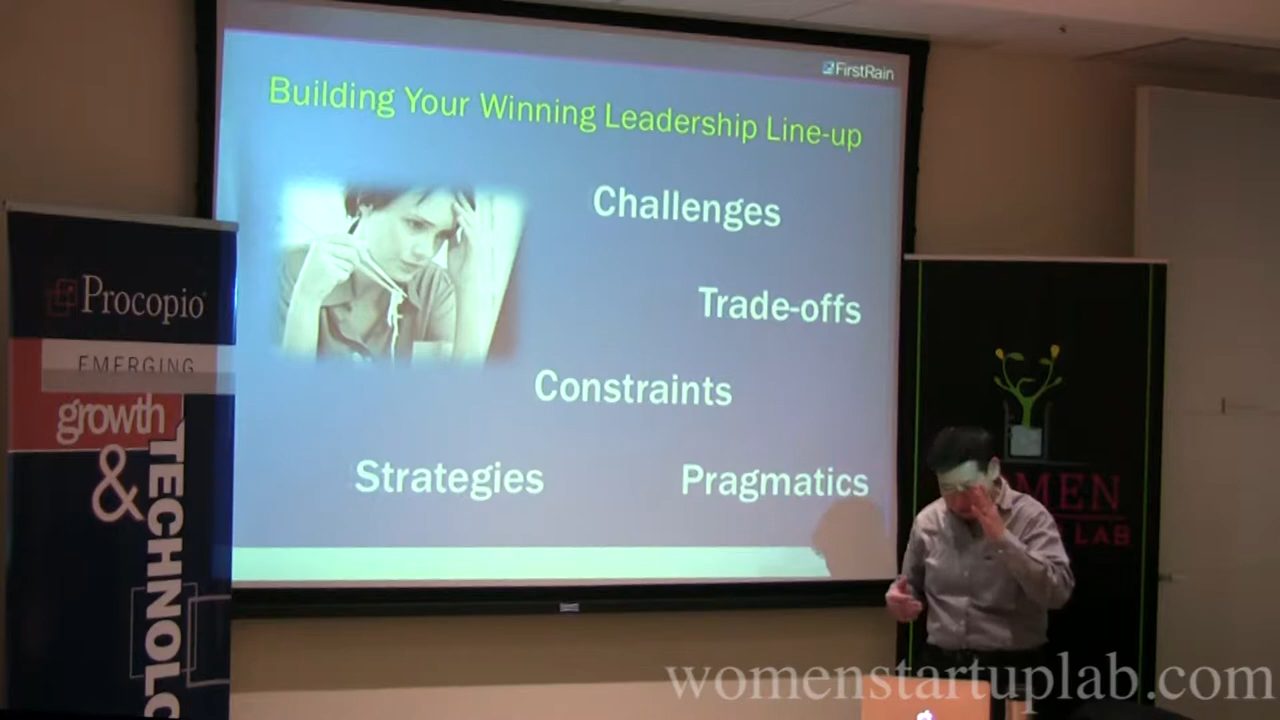 FirstRain
Building Your Winning Leadership Line-up
Challenges
Trade-offs
Constraints
Strategies
Pragmatics
Procopio
EMERGING
growth
&
TECHNOLO
MEN
LAB
womenstartuplab.com